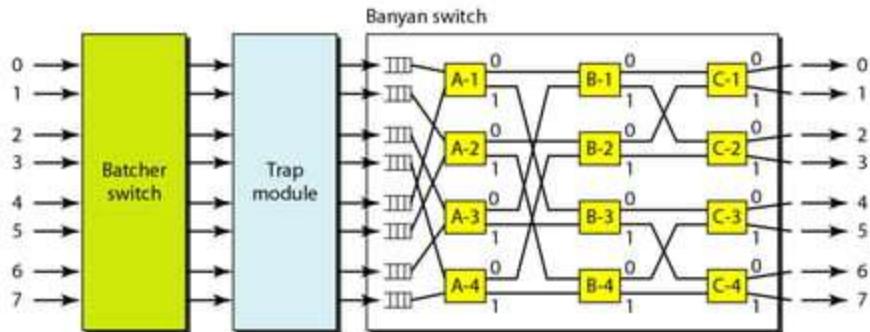 Banyan switch
0 0 0 0 0
A-1 B-1 C-1
1 1 1 1 1
0 0 0
2 A-2 B-2 C-2 2
3 1 1 1 3
Batcher switch
Trap module
0 0 0
4 A-3 B-3 C-3 4
5 1 1 1 5
0 0 0
6 6
A-4 B-4 C-4
7 1 1 1 7